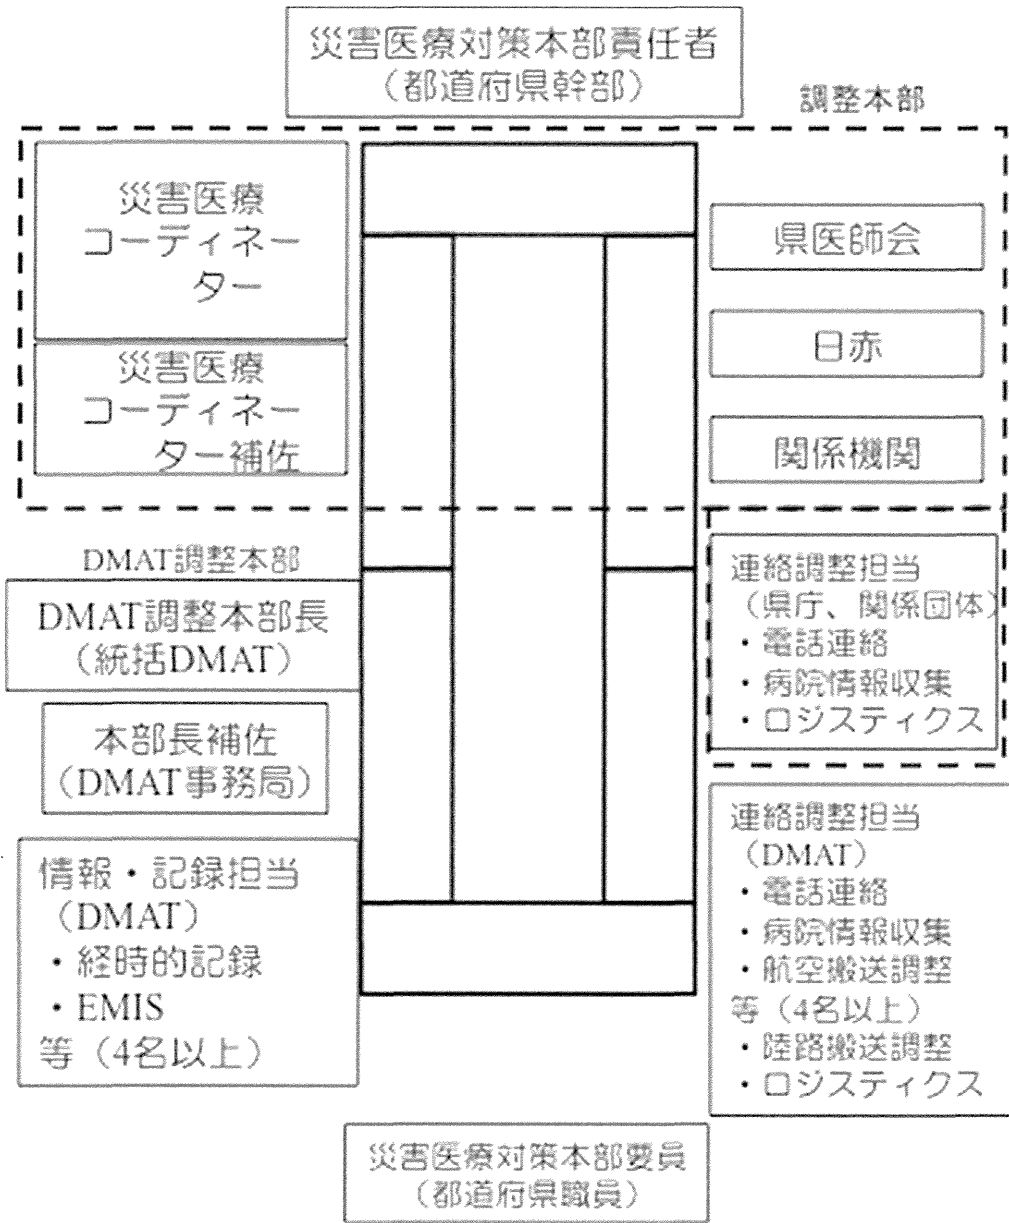 災害医療対策本部責任者
（都道府県幹部）
調整本部
災害医療
コーディネー
ター
災害医療
コーディネー
ター補佐
県医師会
日赤
関係機関
DMAT調整本部
DMAT調整本部長
（統括DMAT）
本部長補佐
（DMAT事務局）
情報・記録担当
（DMAT）
・経時的記録
・EMIS
等（4名以上）
連絡調整担当
（県庁、関係団体）
・電話連絡
・病院情報収集
・ロジスティクス
連絡調整担当
（DMAT）
・電話連絡
・病院情報収集
・航空搬送調整
等（4名以上）
・陸路搬送調整
・ロジスティクス
災害医療対策本部要員
（都道府県職員）